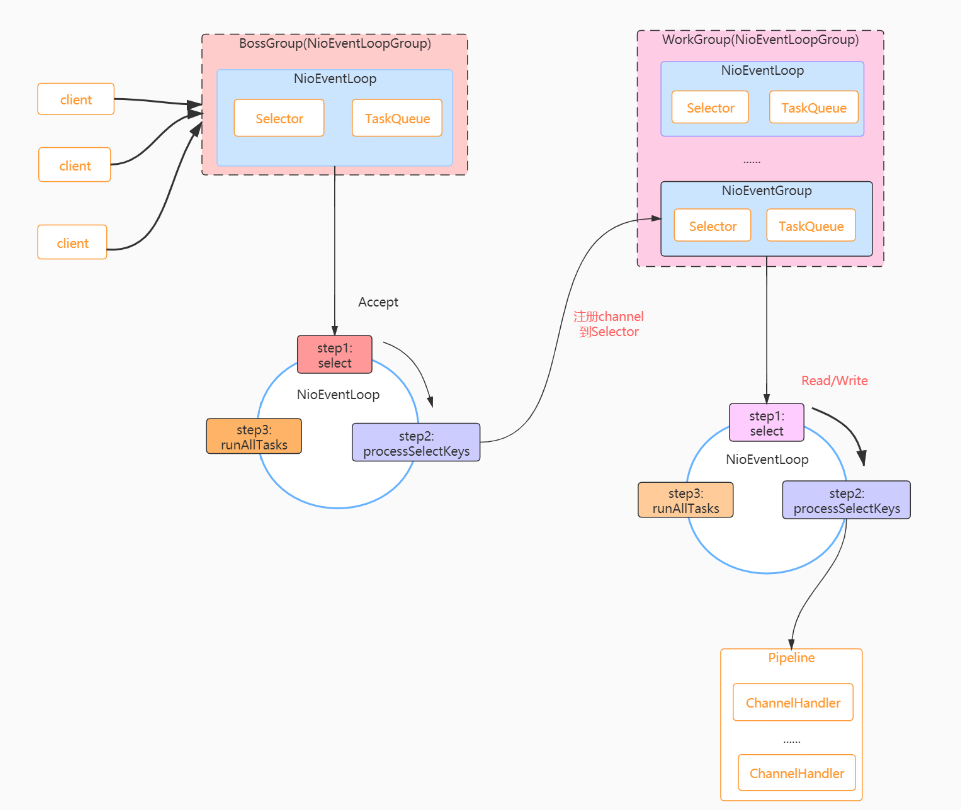 BossGroup(NioEventLoopGroup)
NioEventLoop
Selector
TaskQueue
client
client
client
WorkGroup(NioEventLoopGroup)
NioEventLoop
Selector
TaskQueue
......
NioEventGroup
Selector
TaskQueue
Accept
注册channel
到Selector
step1:
select
NioEventLoop
step2:
processSelectKeys
step3:
runAllTasks
Read/Write
step1:
select
NioEventLoop
step2:
processSelectKeys
step3:
runAllTasks
Pipeline
ChannelHandler
......
ChannelHandler